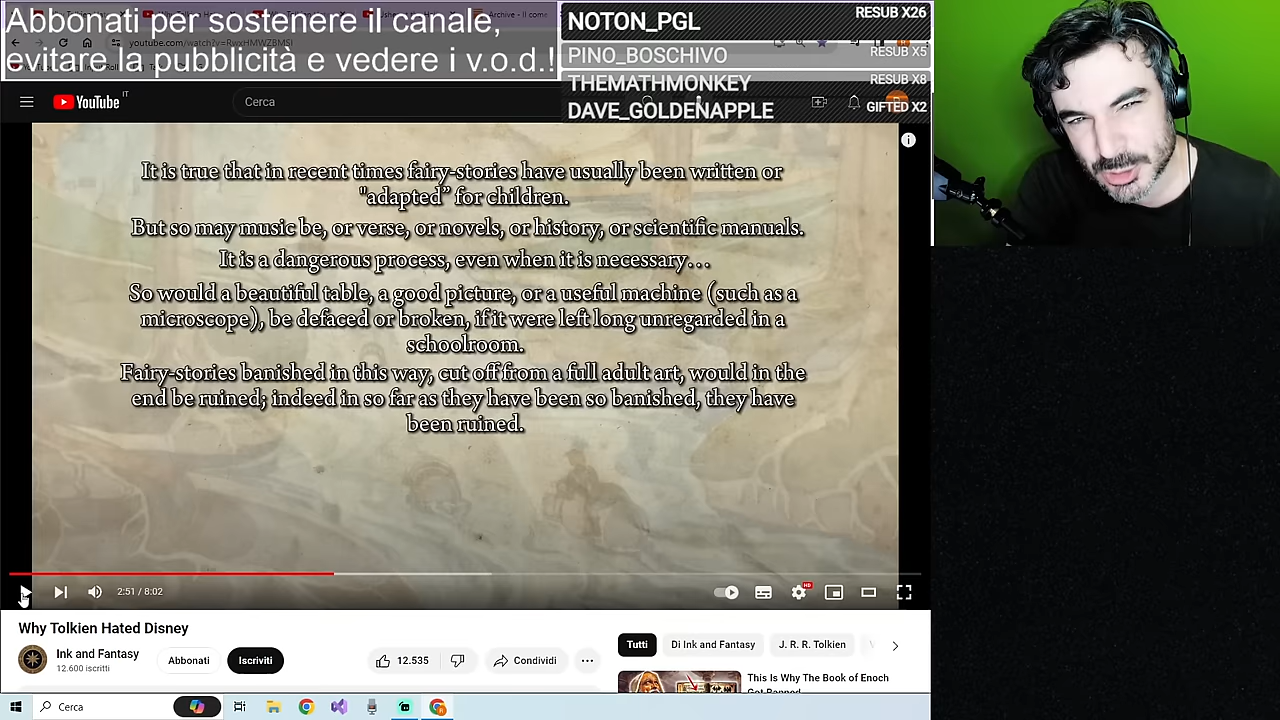 Abbonati per sostenere il canale,
evitare la pubblicità e vedere i v.o.d.!
NOTON_PGL RESUB X26
PINO_BOSCHIVO RESUB X5
THEMATHMONKEY RESUB X8
DAVE_GOLDENAPPLE GIFTED X2
YouTube IT
Cerca
It is true that in recent times fairy-stories have usually been written or
"adapted" for children.
But so may music be, or verse, or novels, or history, or scientific manuals.
It is a dangerous process, even when it is necessary…
So would a beautiful table, a good picture, or a useful machine (such as a
microscope), be defaced or broken, if it were left long unregarded in a
schoolroom.
Fairy-stories banished in this way, cut off from a full adult art, would in the
end be ruined; indeed in so far as they have been so banished, they have
been ruined.
2:51 / 8:02
HD
Why Tolkien Hated Disney
Ink and Fantasy
12.600 iscritti
Abbonati
Iscriviti
12.535
Condividi
Tutti
Di Ink and Fantasy
J. R. R. Tolkien
This Is Why The Book of Enoch
Got Banned
Cerca